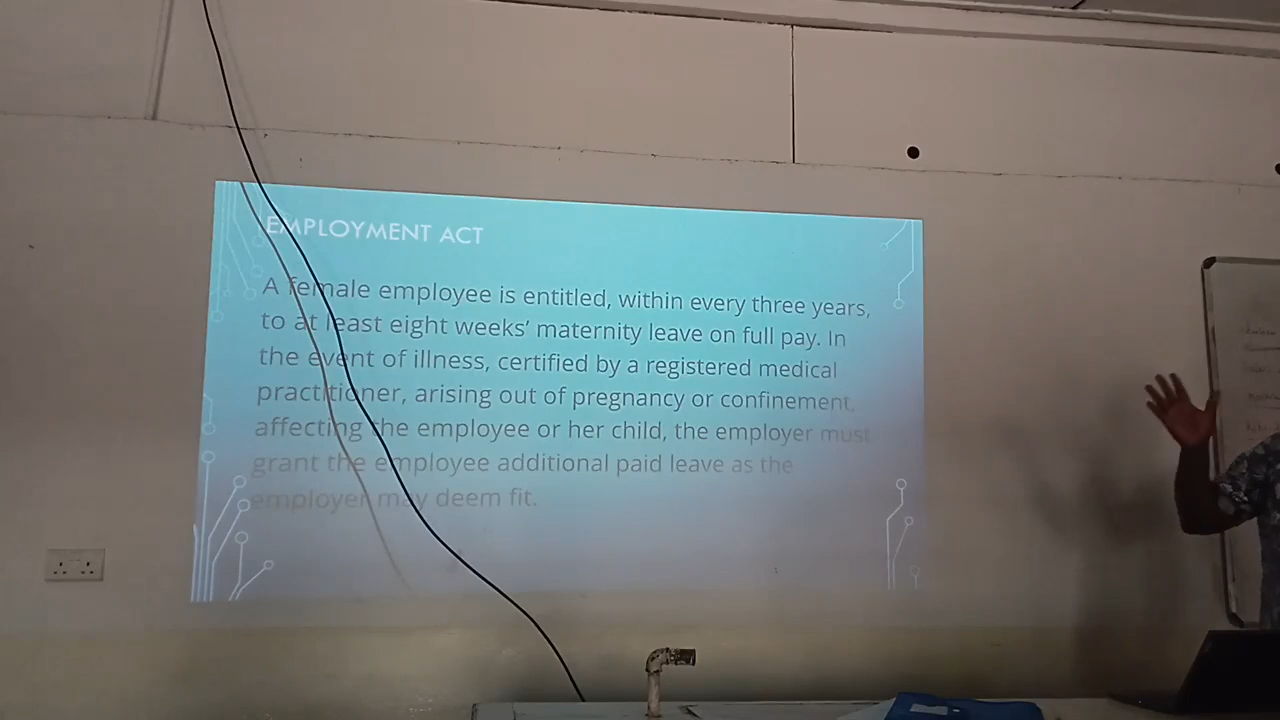 EMPLOYMENT ACT
A female employee is entitled, within every three years,
to at least eight weeks' maternity leave on full pay. In
the event of illness, certified by a registered medical
practitioner, arising out of pregnancy or confinement,
affecting the employee or her child, the employer must
grant the employee additional paid leave as the
employer may deem fit.